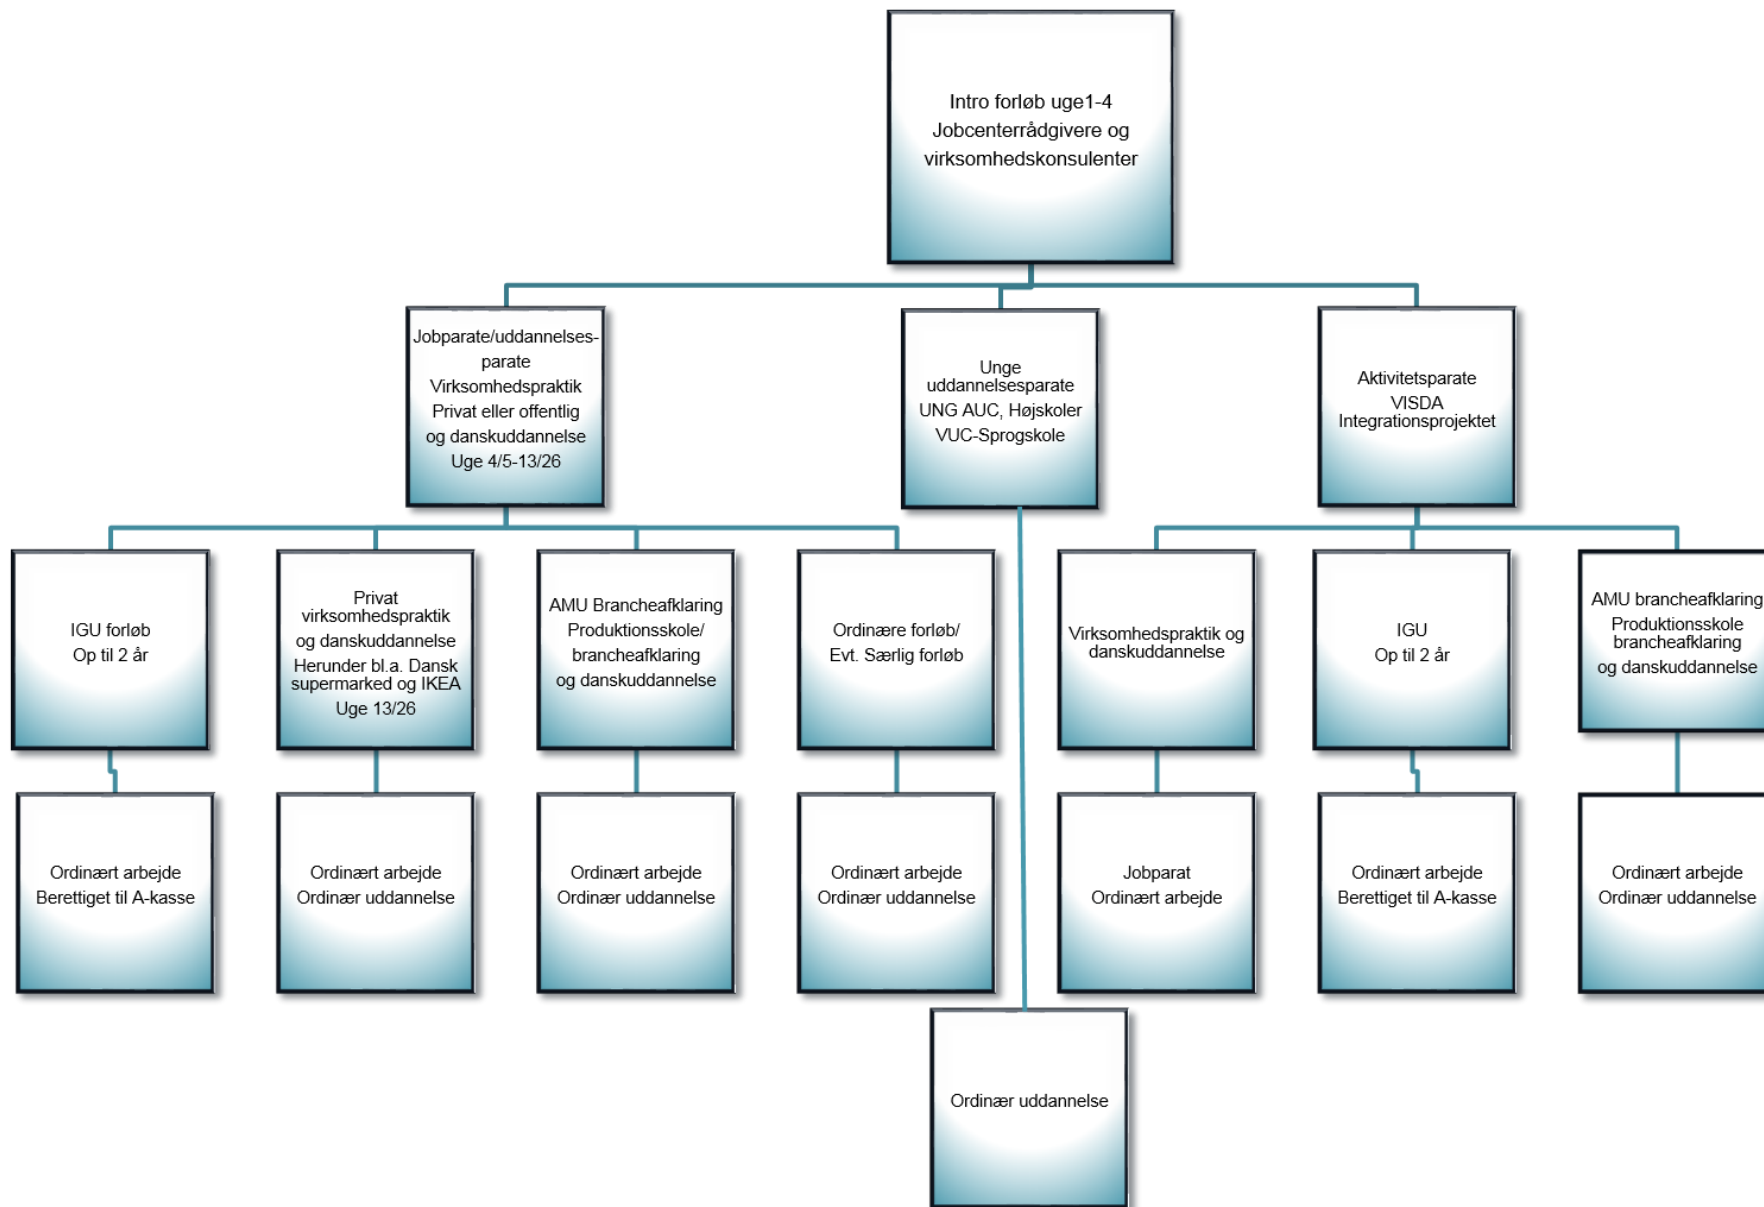 Intro forløb uge1-4
Jobcenterrådgivere og
virksomhedskonsulenter
Jobparate/uddannelses-
parate
Virksomhedspraktik
Privat eller offentlig
og danskuddannelse
Uge 4/5-13/26
Unge
uddannelsesparate
UNG AUC, Højskoler
VUC-Sprogskole
Aktivitetsparate
VISDA
Integrationsprojektet
IGU forløb
Op til 2 år
Privat
virksomhedspraktik
og danskuddannelse
Herunder bl.a. Dansk
supermarked og IKEA
Uge 13/26
AMU Brancheafklaring
Produktionsskole/
brancheafklaring
og danskuddannelse
Ordinære forløb/
Evt. Særlig forløb
Virksomhedspraktik og
danskuddannelse
IGU
Op til 2 år
AMU brancheafklaring
Produktionsskole
brancheafklaring
og danskuddannelse
Ordinært arbejde
Berettiget til A-kasse
Ordinært arbejde
Ordinær uddannelse
Ordinært arbejde
Ordinær uddannelse
Ordinært arbejde
Ordinær uddannelse
Jobparat
Ordinært arbejde
Ordinært arbejde
Berettiget til A-kasse
Ordinært arbejde
Ordinær uddannelse
Ordinær uddannelse